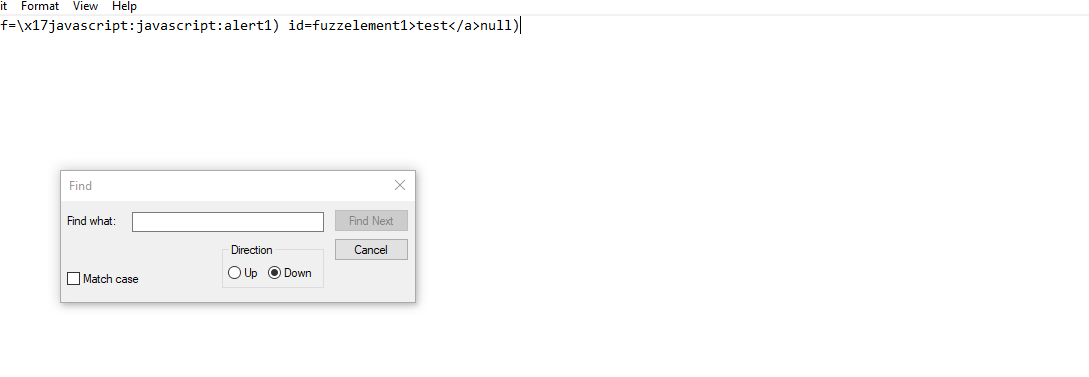 it Format View Help
f=\x17javascript:javascript:alert1) id=fuzzelement1>test</a>null)
Find
Find what:
Find Next
Direction
Cancel
Up
Down
Match case